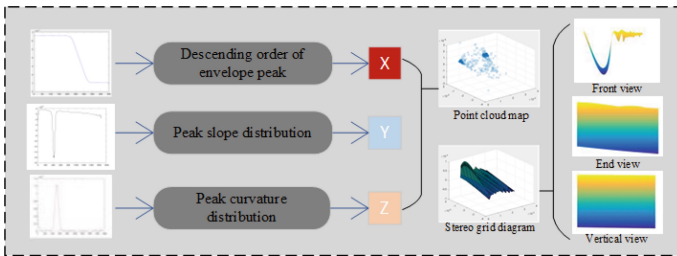 Descending order of
envelope peak
X
Peak slope distribution
Y
Peak curvature
distribution
Z
Point cloud map
Stereo grid diagram
Front view
End view
Vertical view